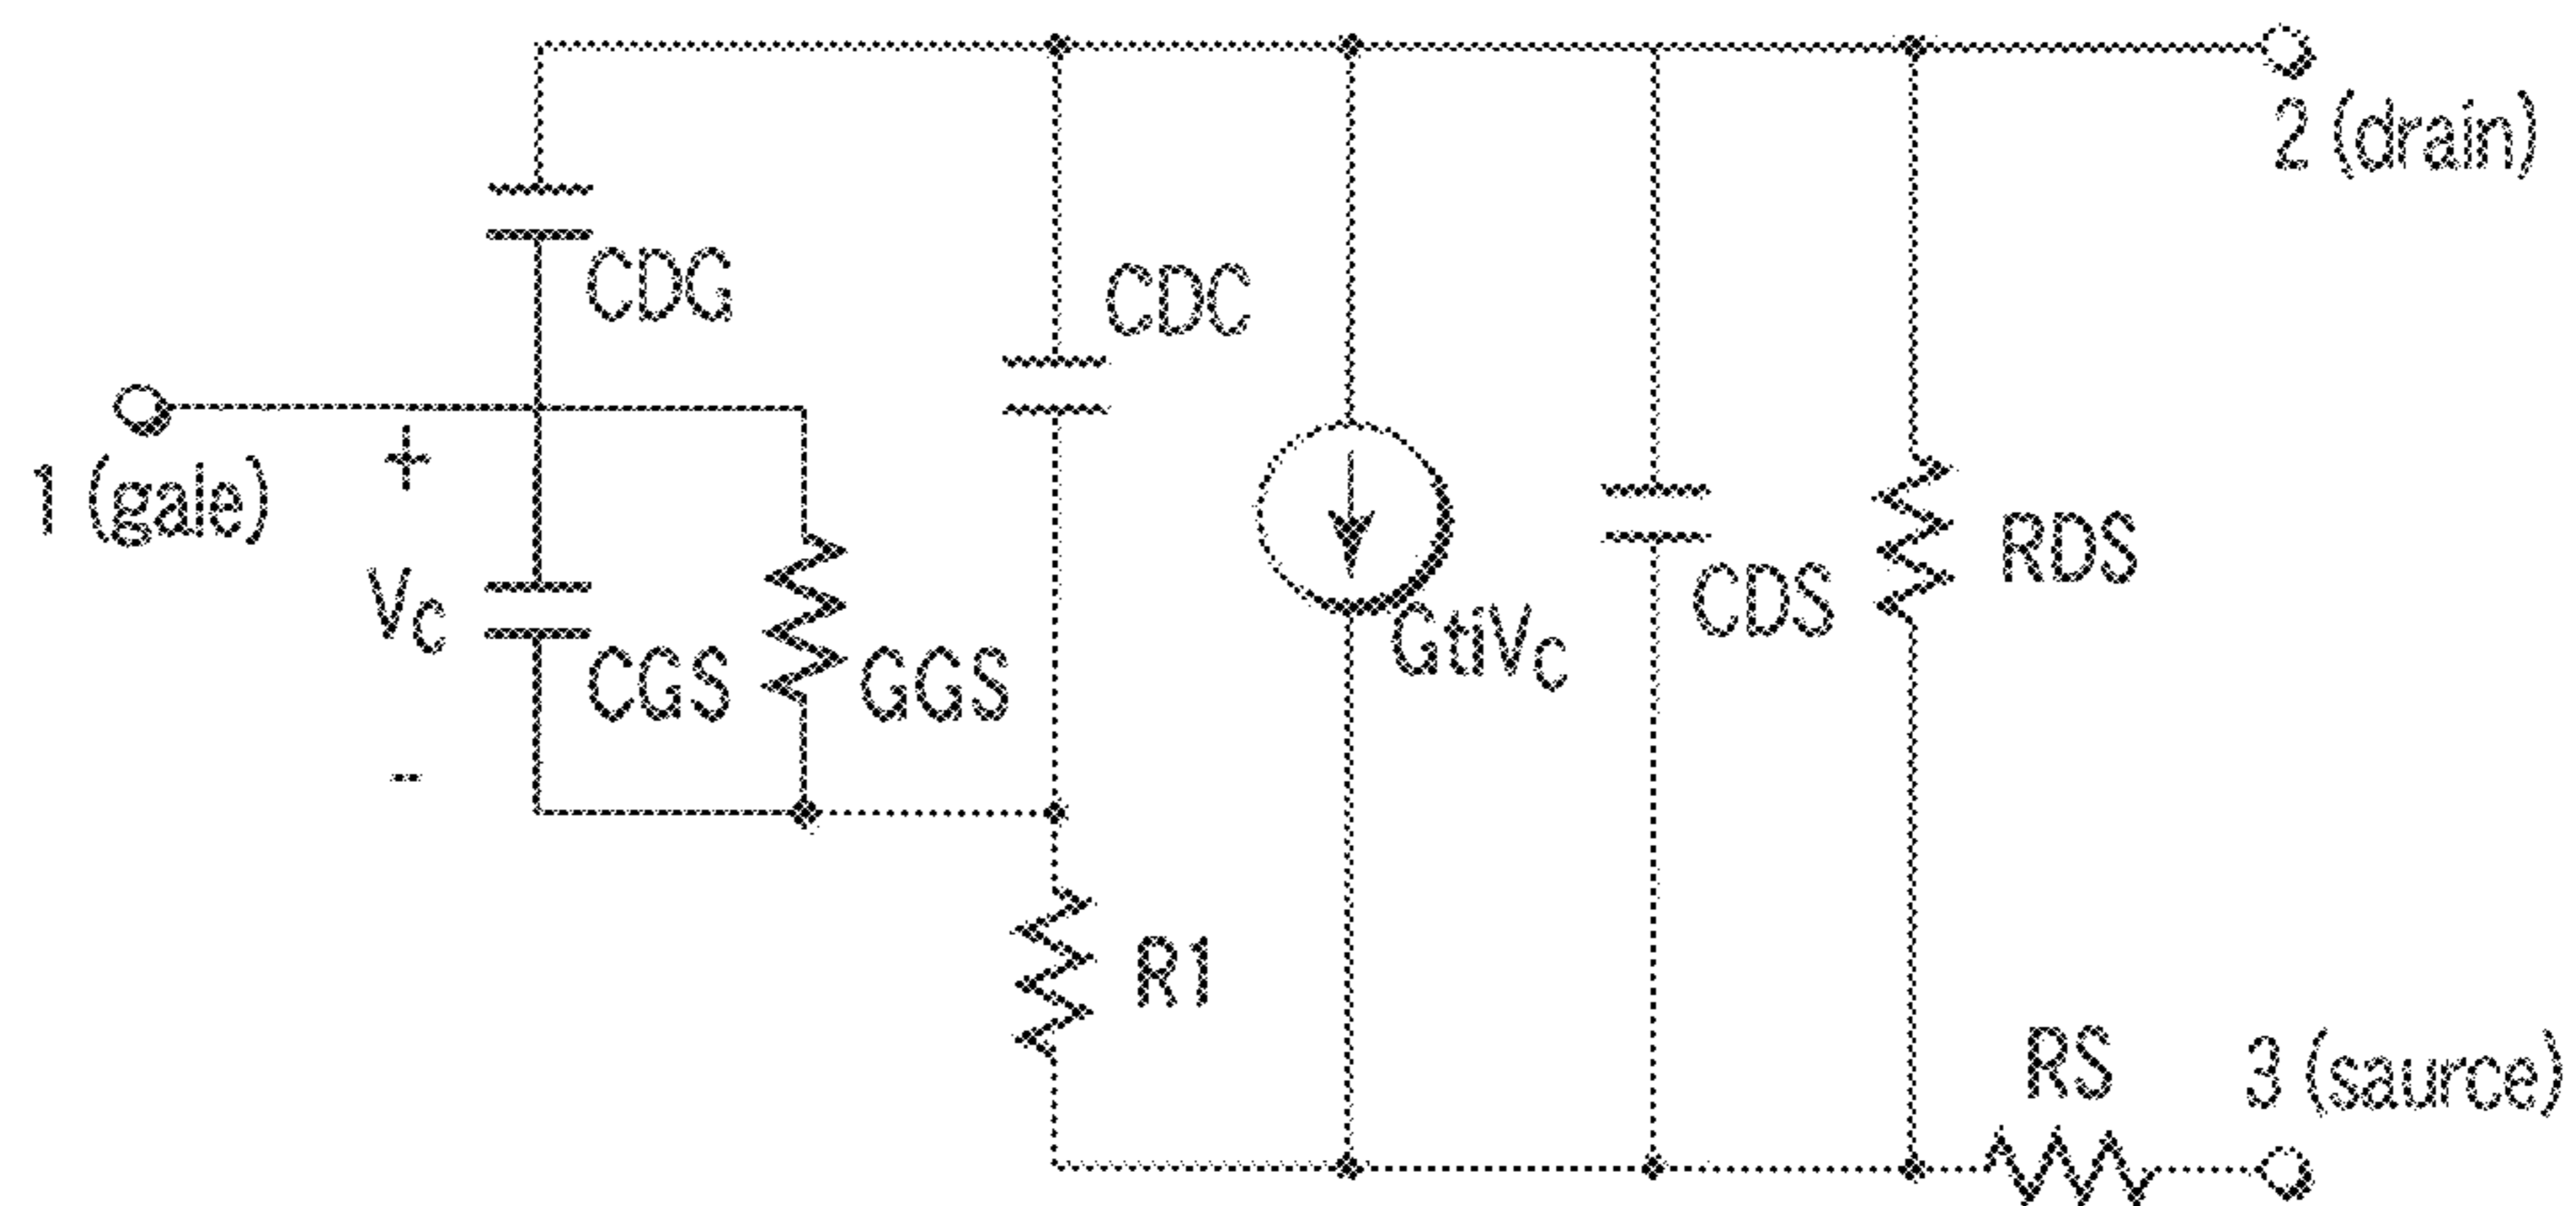 2 (drain)
CDG
CDC
1 (gale)
+
VC
-
CGS
GGS
GtiVC
CDS
RDS
R1
RS
3 (saurce)